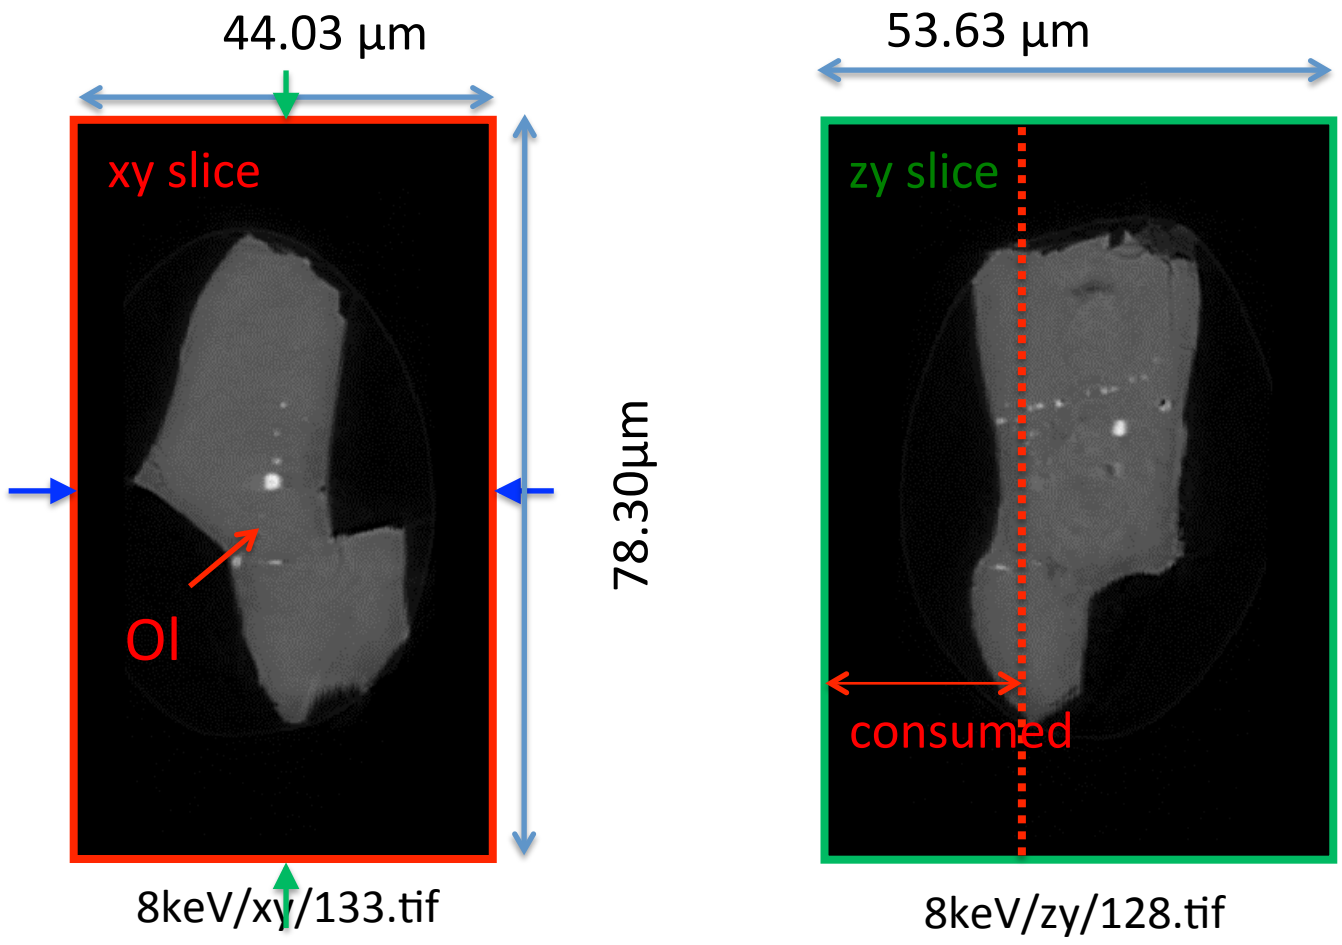 44.03 µm
53.63 µm
xy slice
zy slice
78.30µm
Ol
consumed
8keV/xy/133.tif
8keV/zy/128.tif